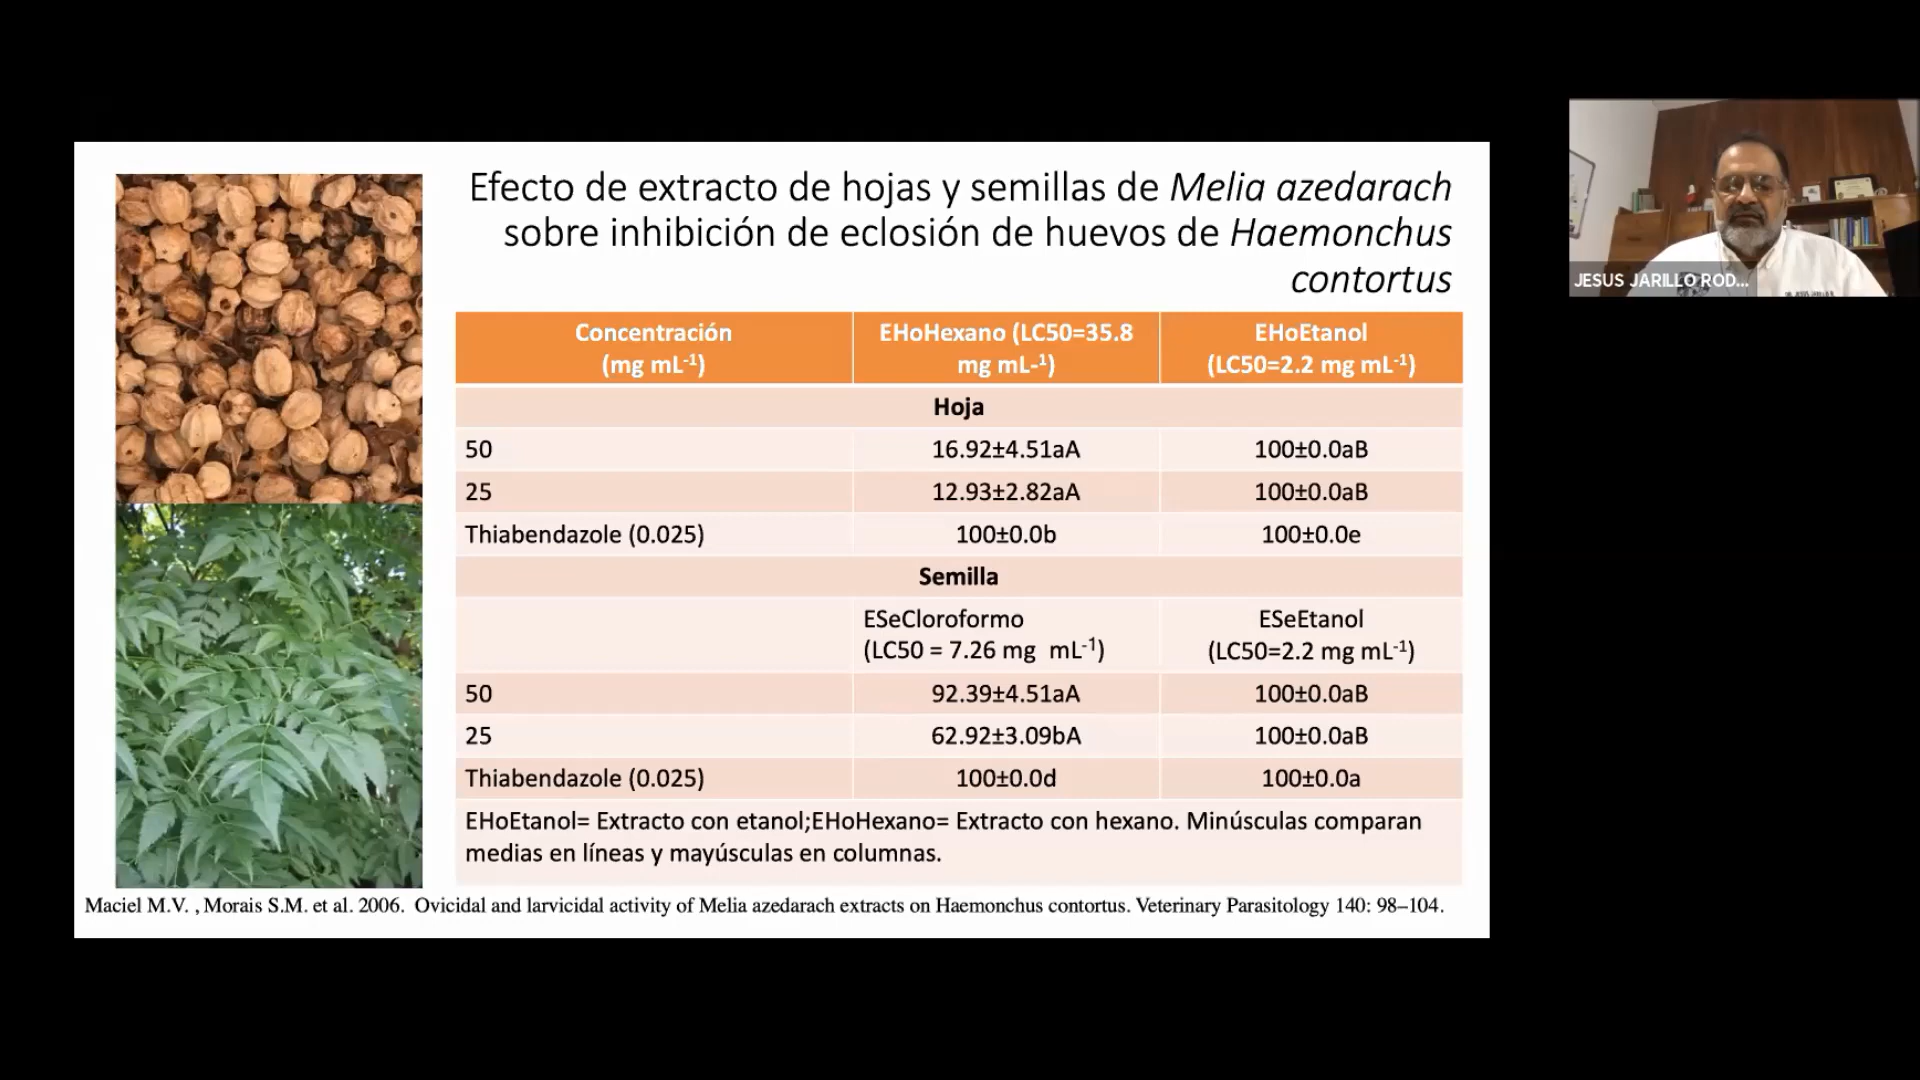 Efecto de extracto de hojas y semillas de Melia azedarach
sobre inhibición de eclosión de huevos de Haemonchus
contortus
Concentración
(mg mL-1)
EHoHexano (LC50=35.8
mg mL-1)
EHoEtanol
(LC50=2.2 mg mL-1)
Hoja
50 16.92±4.51aA 100±0.0aB
25 12.93±2.82aA 100±0.0aB
Thiabendazole (0.025) 100±0.0b 100±0.0e
Semilla
ESeCloroformo
(LC50 = 7.26 mg mL-1)
ESeEtanol
(LC50=2.2 mg mL-1)
50 92.39±4.51aA 100±0.0aB
25 62.92±3.09bA 100±0.0aB
Thiabendazole (0.025) 100±0.0d 100±0.0a
EHoEtanol= Extracto con etanol;EHoHexano= Extracto con hexano. Minúsculas comparan
medias en líneas y mayúsculas en columnas.
Maciel M.V. , Morais S.M. et al. 2006. Ovicidal and larvicidal activity of Melia azedarach extracts on Haemonchus contortus. Veterinary Parasitology 140: 98–104.
JESUS JARILLO ROD...